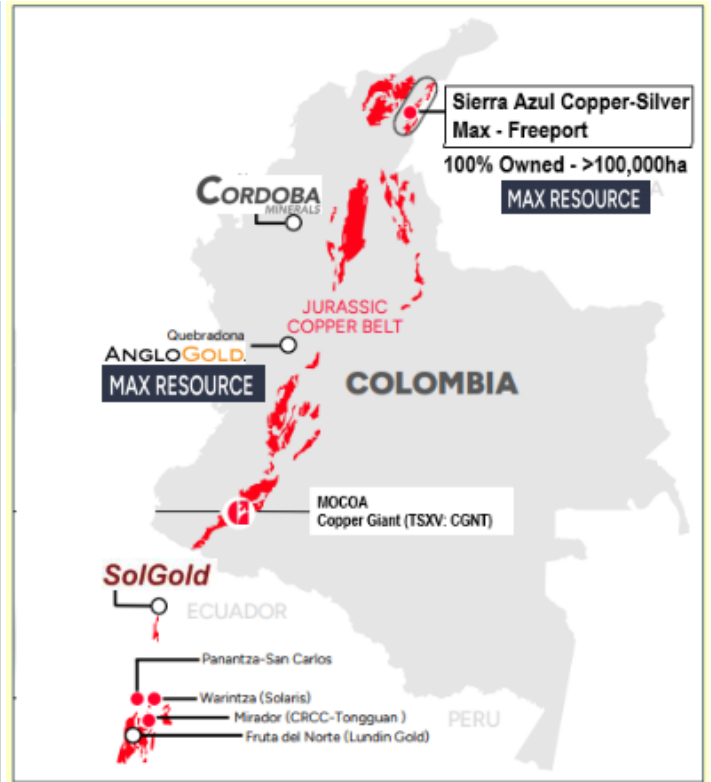 Sierra Azul Copper-Silver
Max - Freeport
100% Owned - >100,000ha
MAX RESOURCE
CORDOBA
MINERALS
JURASSIC
COPPER BELT
Quebradona
ANGLOGOLD
MAX RESOURCE
COLOMBIA
MOCOA
Copper Giant (TSXV: CGNT)
SolGold
ECUADOR
Panantza-San Carlos
Warintza (Solaris)
Mirador (CRCC-Tongguan )
PERU
Fruta del Norte (Lundin Gold)